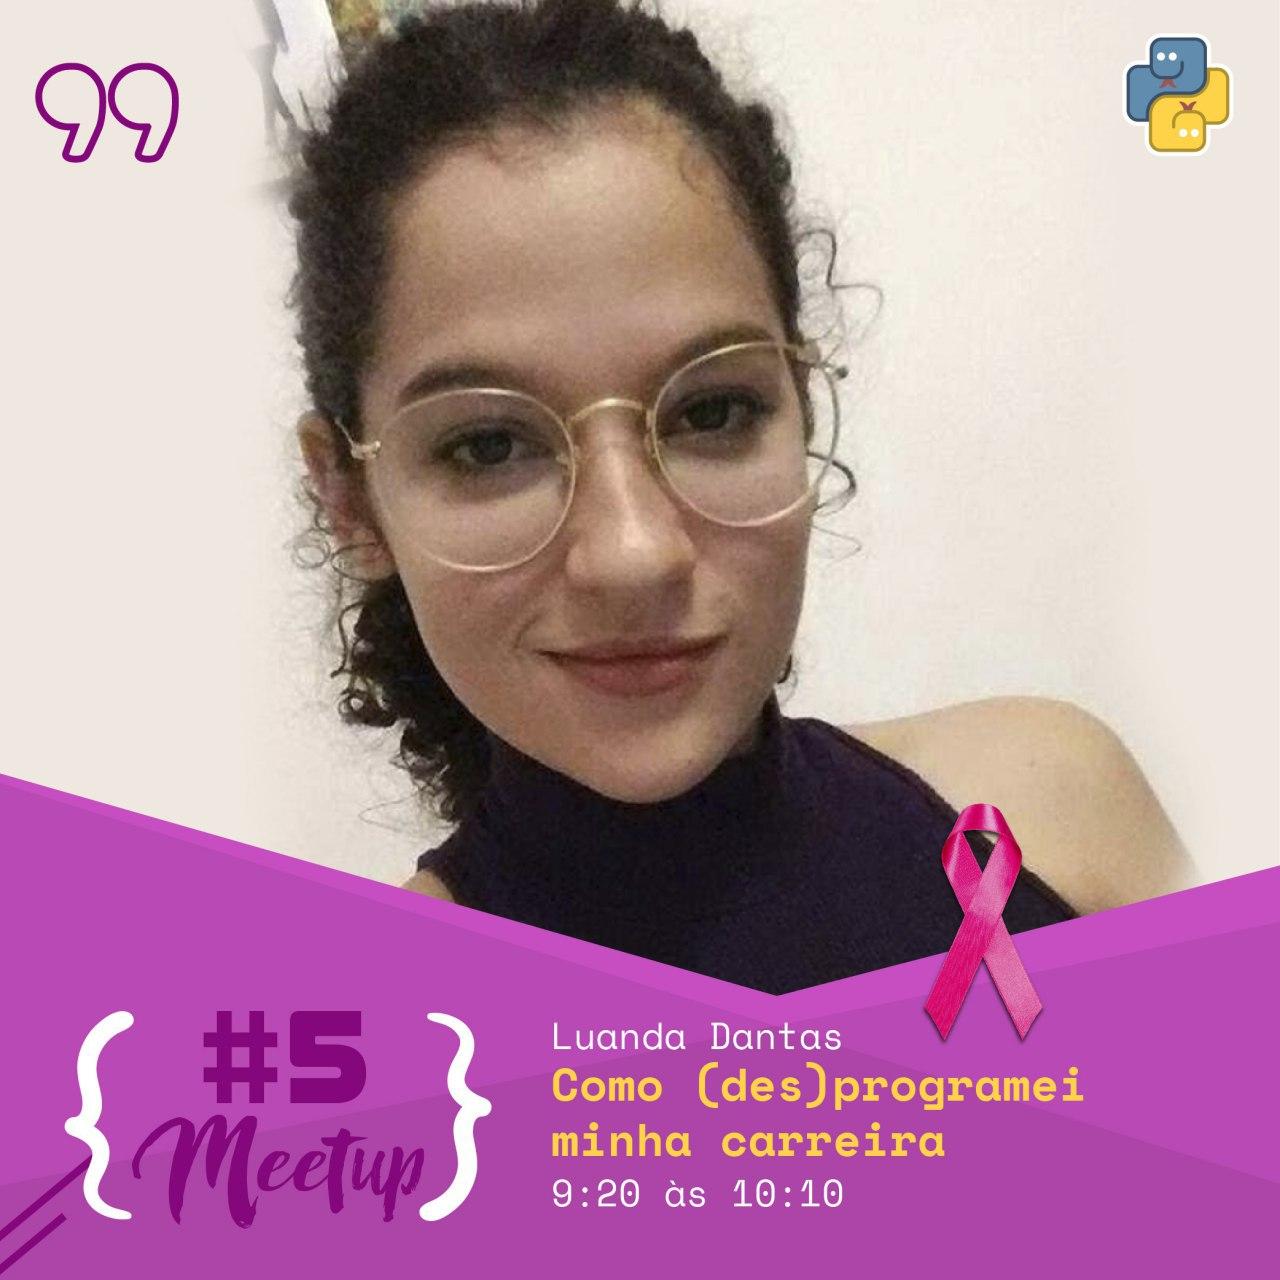 #5
Meetup
Luanda Dantas
Como (des)programei
minha carreira
9:20 às 10:10